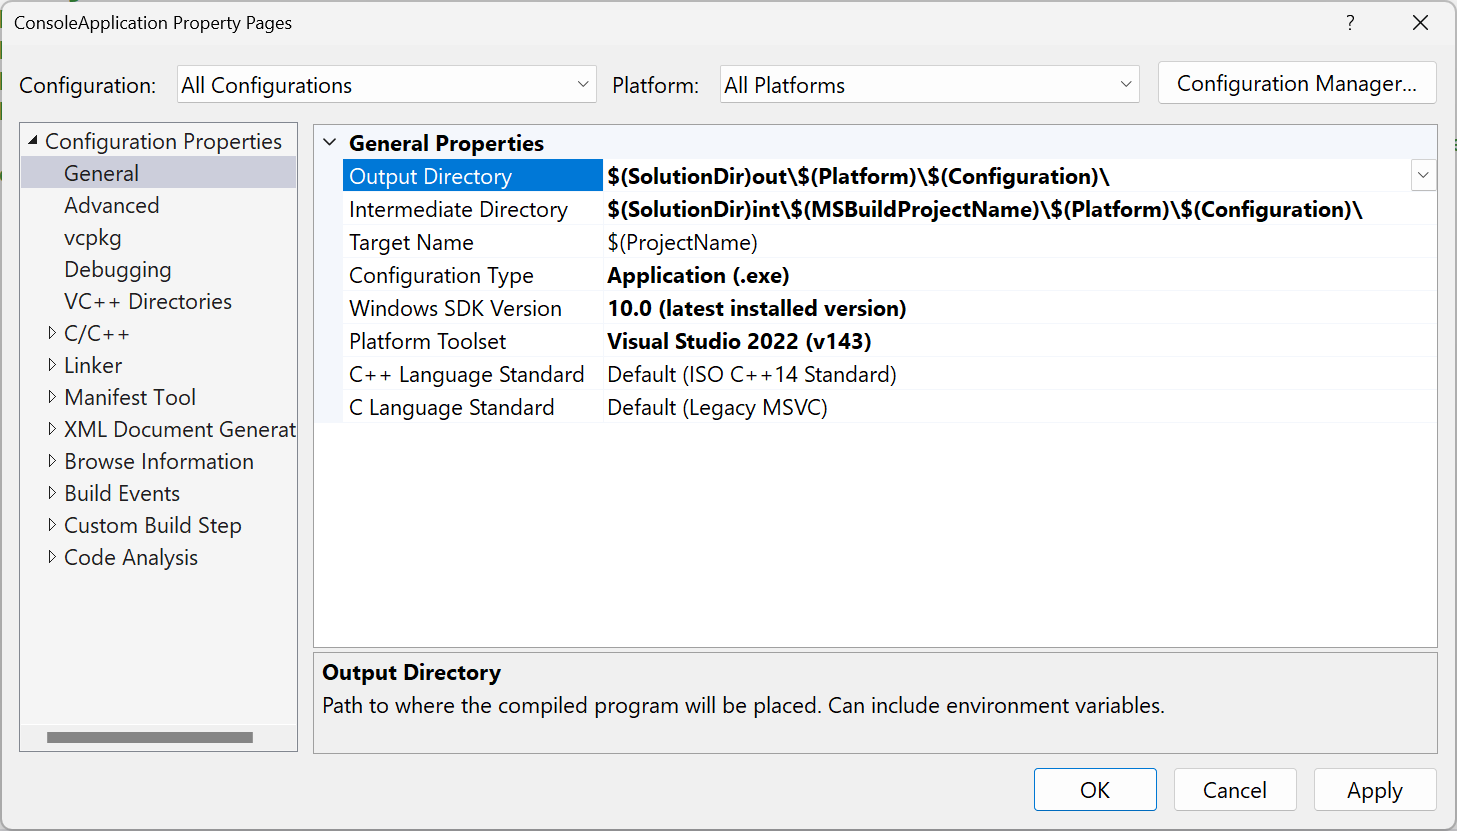 ConsoleApplication Property Pages ?
Configuration: All Configurations Platform: All Platforms Configuration Manager...
Configuration Properties
General
Advanced
vcpkg
Debugging
VC++ Directories
C/C++
Linker
Manifest Tool
XML Document Generat
Browse Information
Build Events
Custom Build Step
Code Analysis
General Properties
Output Directory $(SolutionDir)out\$(Platform)\$(Configuration)\
Intermediate Directory $(SolutionDir)int\$(MSBuildProjectName)\$(Platform)\$(Configuration)\
Target Name $(ProjectName)
Configuration Type Application (.exe)
Windows SDK Version 10.0 (latest installed version)
Platform Toolset Visual Studio 2022 (v143)
C++ Language Standard Default (ISO C++14 Standard)
C Language Standard Default (Legacy MSVC)
Output Directory
Path to where the compiled program will be placed. Can include environment variables.
OK Cancel Apply